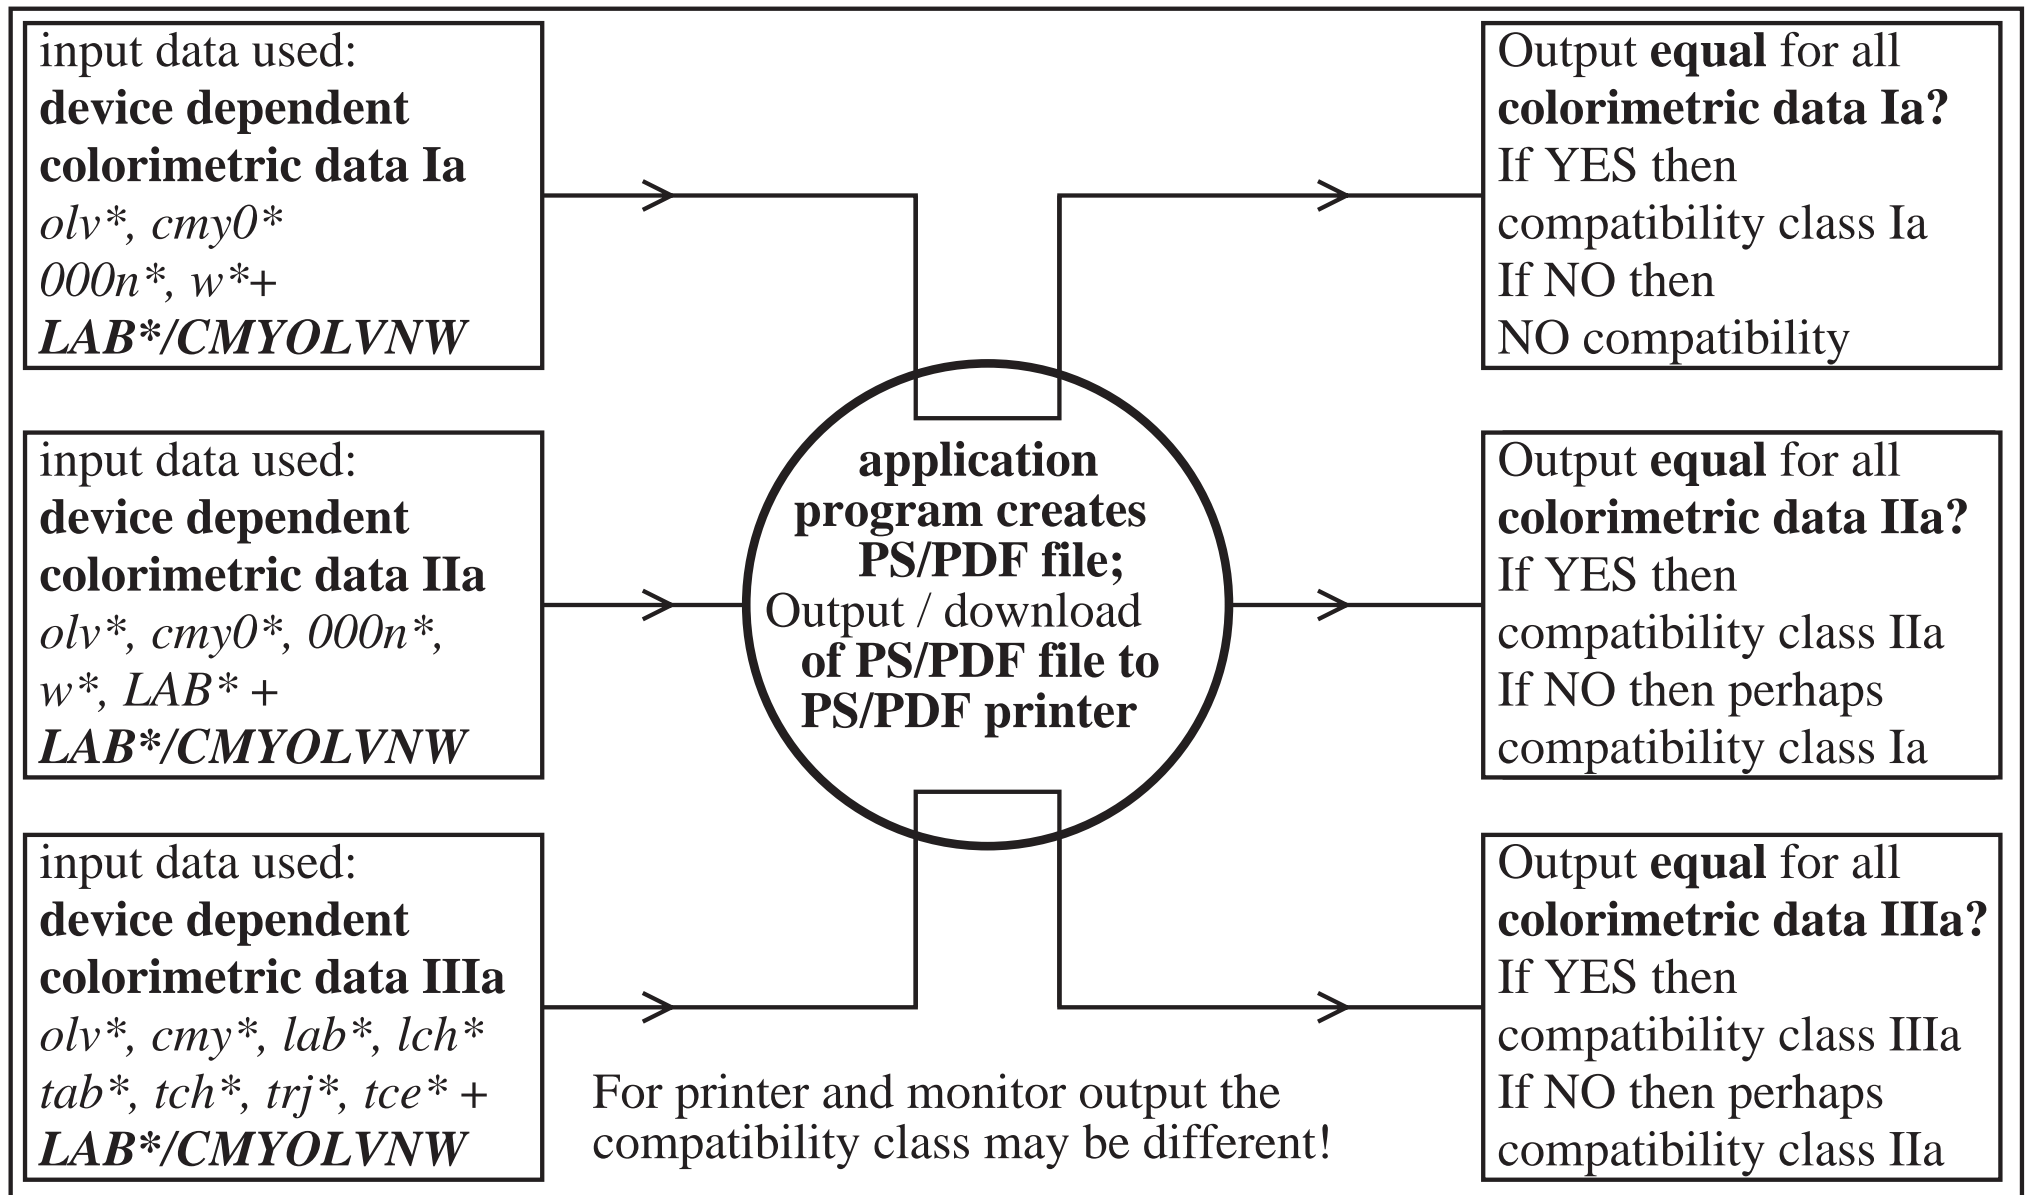 input data used:
device dependent
colorimetric data Ia
olv*, cmy0*
000n*, w*+
LAB*/CMYOLVNW
Output equal for all
colorimetric data Ia?
If YES then
compatibility class Ia
If NO then
NO compatibility
input data used:
device dependent
colorimetric data IIa
olv*, cmy0*, 000n*,
w*, LAB* +
LAB*/CMYOLVNW
application
program creates
PS/PDF file;
Output / download
of PS/PDF file to
PS/PDF printer
Output equal for all
colorimetric data IIa?
If YES then
compatibility class IIa
If NO then perhaps
compatibility class Ia
input data used:
device dependent
colorimetric data IIIa
olv*, cmy*, lab*, lch*
tab*, tch*, trj*, tce* +
LAB*/CMYOLVNW
For printer and monitor output the
compatibility class may be different!
Output equal for all
colorimetric data IIIa?
If YES then
compatibility class IIIa
If NO then perhaps
compatibility class IIa